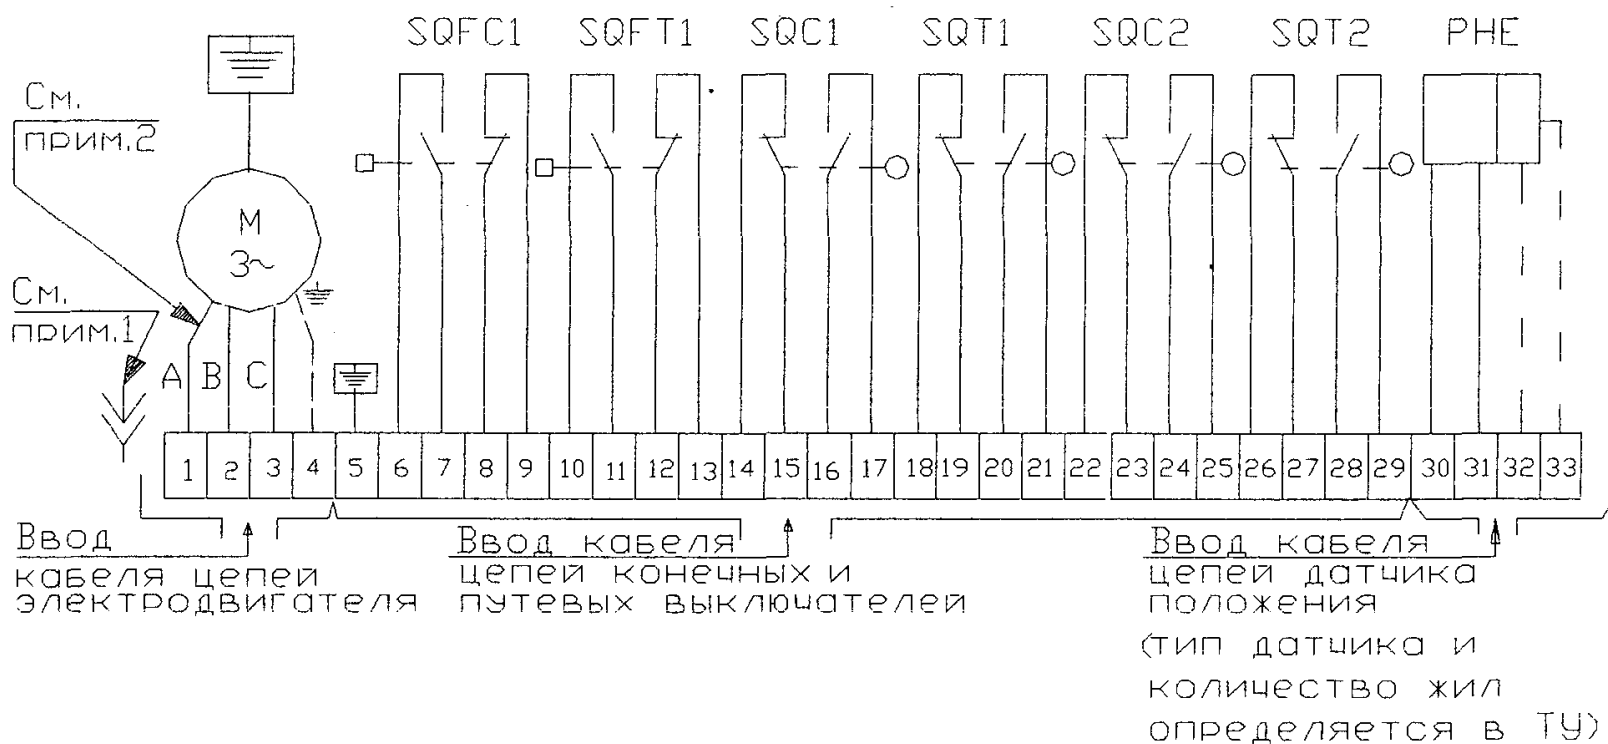 SQFC1 SQFT1 SQC1 SQT1 SQC2 SQT2 PHE
См.
прим.2
М
3~
См.
прим.1
А В С
1 2 3 4 5 6 7 8 9 10 11 12 13 14 15 16 17 18 19 20 21 22 23 24 25 26 27 28 29 30 31 32 33
Ввод
кабеля цепей
электродвигателя
Ввод кабеля
цепей конечных и
путевых выключателей
Ввод кабеля
цепей датчика
положения
(тип датчика и
количество жил
определяется в ТУ)